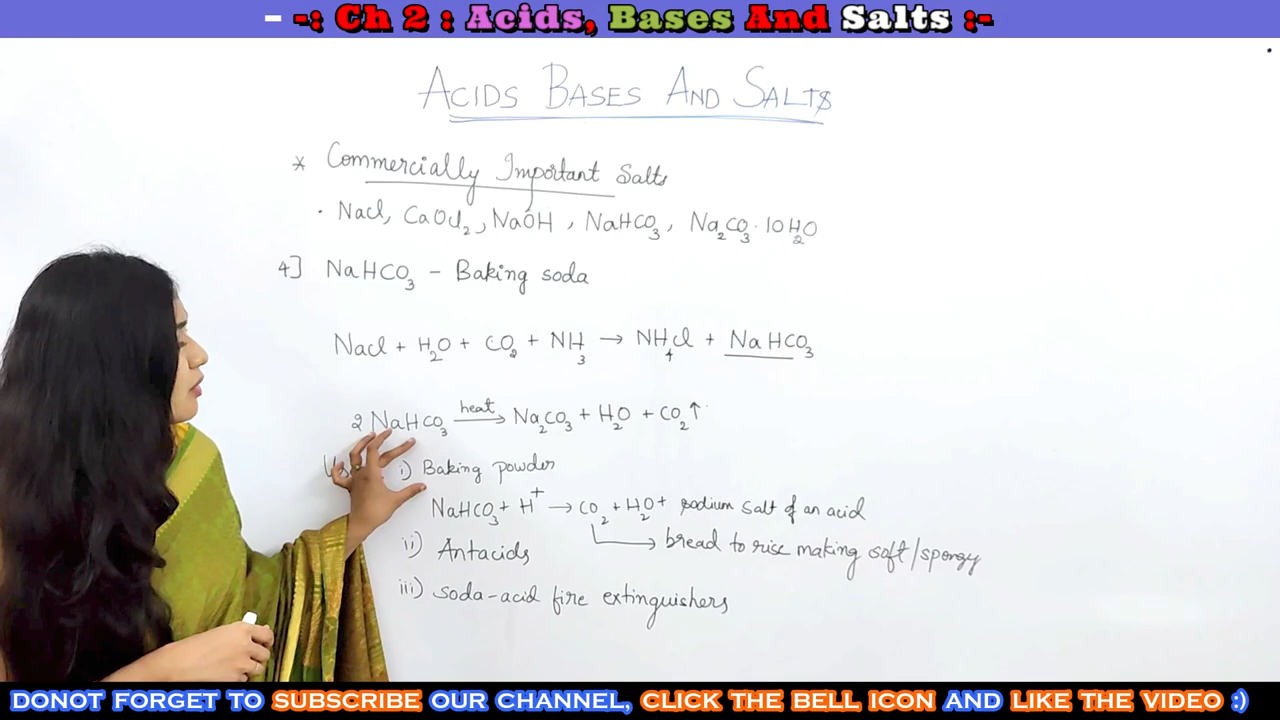 - -: Ch 2 : Acids, Bases And Salts :-
ACIDS BASES AND SALTS
* Commercially Important Salts
· NaCl, CaOCl₂, NaOH, NaHCO₃, Na₂CO₃·10H₂O
4] NaHCO₃ – Baking soda
NaCl + H₂O + CO₂ + NH₃ → NH₄Cl + NaHCO₃
2 NaHCO₃ heat→ Na₂CO₃ + H₂O + CO₂↑
i) Baking powder
NaHCO₃ + H⁺ → CO₂ + H₂O + sodium salt of an acid
↳ bread to rise making soft/spongy
ii) Antacids
iii) soda-acid fire extinguishers
DONOT FORGET TO SUBSCRIBE OUR CHANNEL, CLICK THE BELL ICON AND LIKE THE VIDEO :)